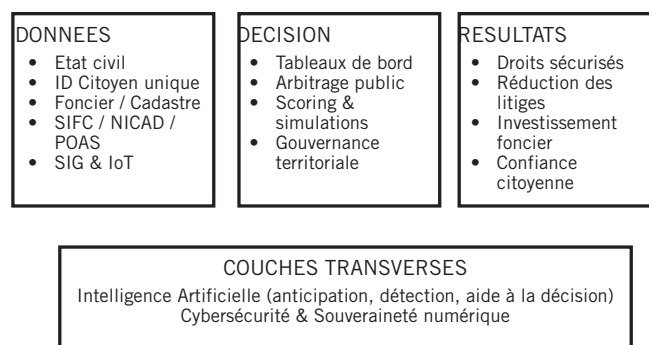 DONNEES
• Etat civil
• ID Citoyen unique
• Foncier / Cadastre
• SIFC / NICAD /
POAS
• SIG & IoT
DECISION
• Tableaux de bord
• Arbitrage public
• Scoring &
simulations
• Gouvernance
territoriale
RESULTATS
• Droits sécurisés
• Réduction des
litiges
• Investissement
foncier
• Confiance
citoyenne
COUCHES TRANSVERSES
Intelligence Artificielle (anticipation, détection, aide à la décision)
Cybersécurité & Souveraineté numérique